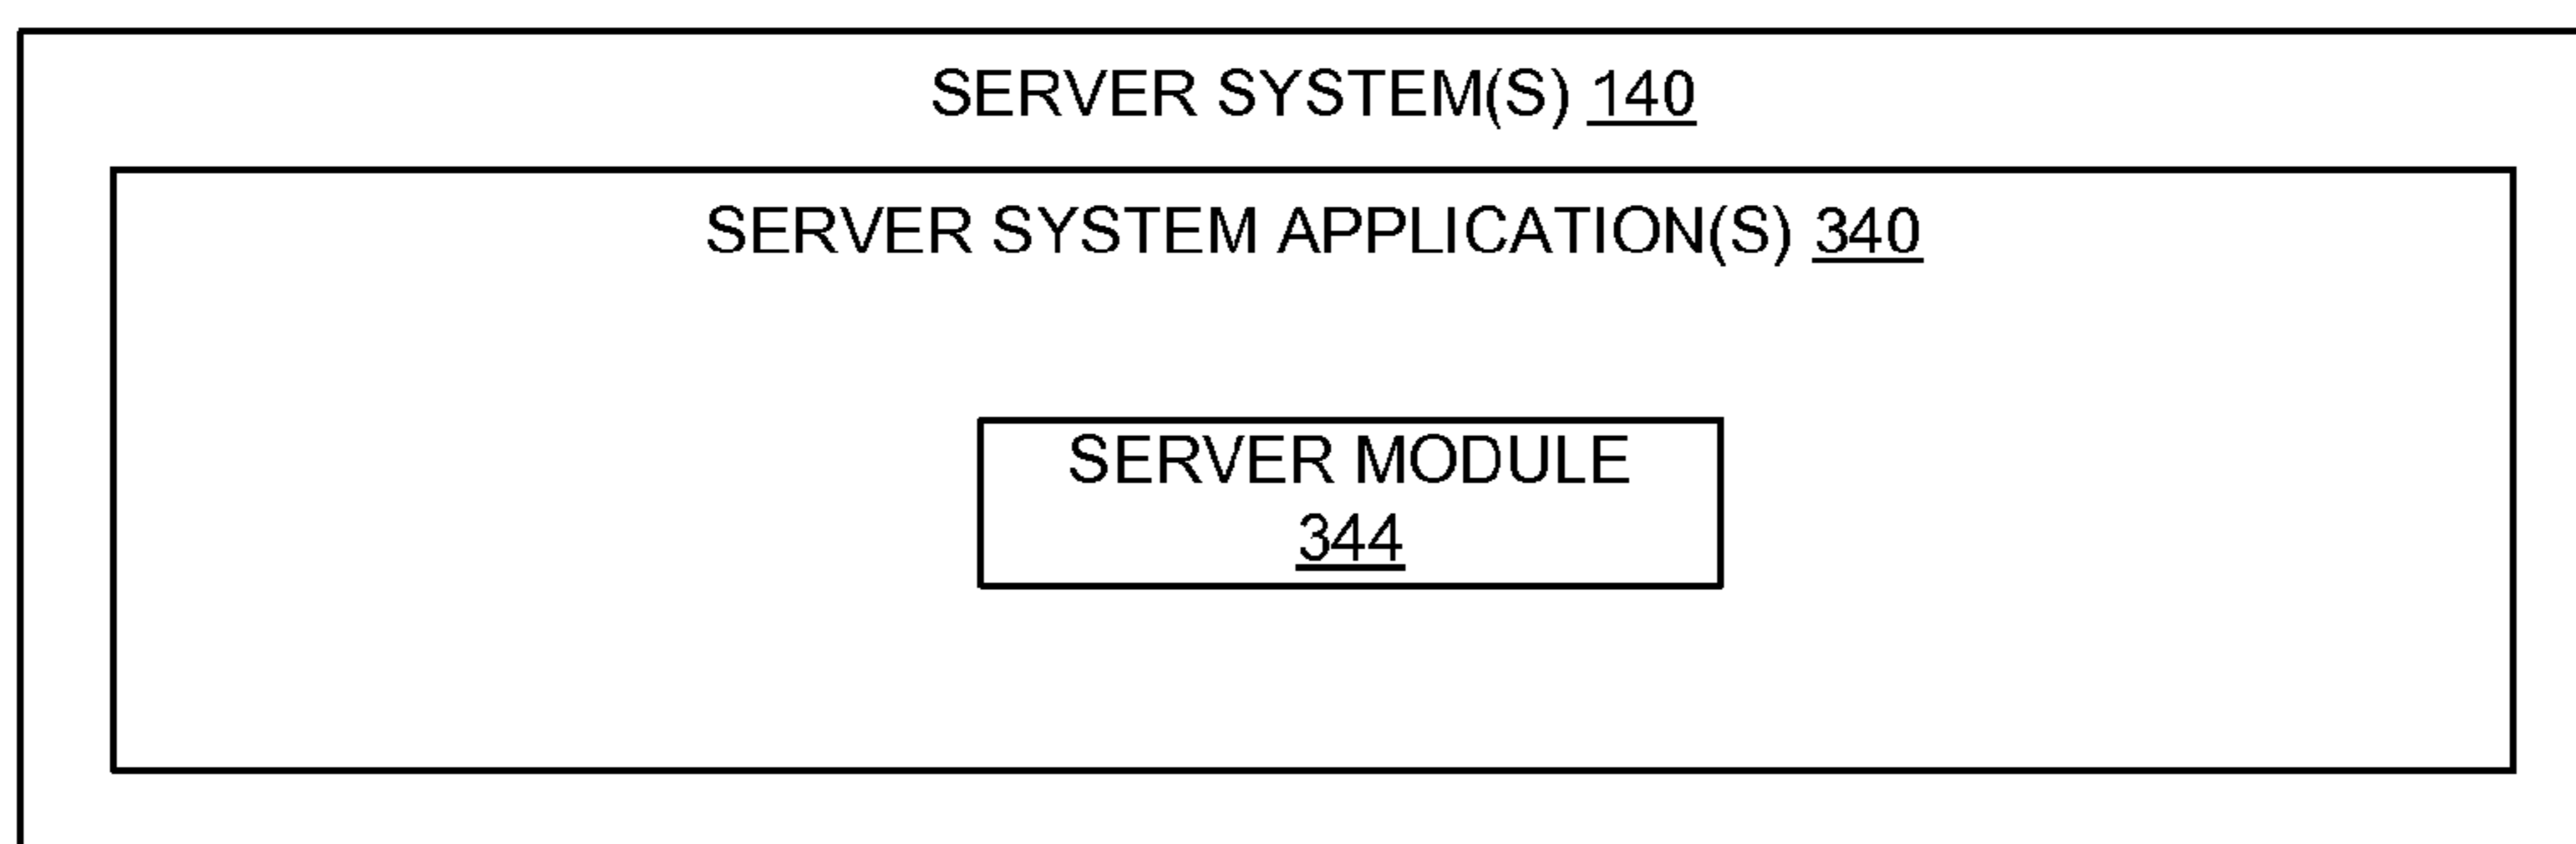 SERVER SYSTEM(S) 140
SERVER SYSTEM APPLICATION(S) 340
SERVER MODULE
344